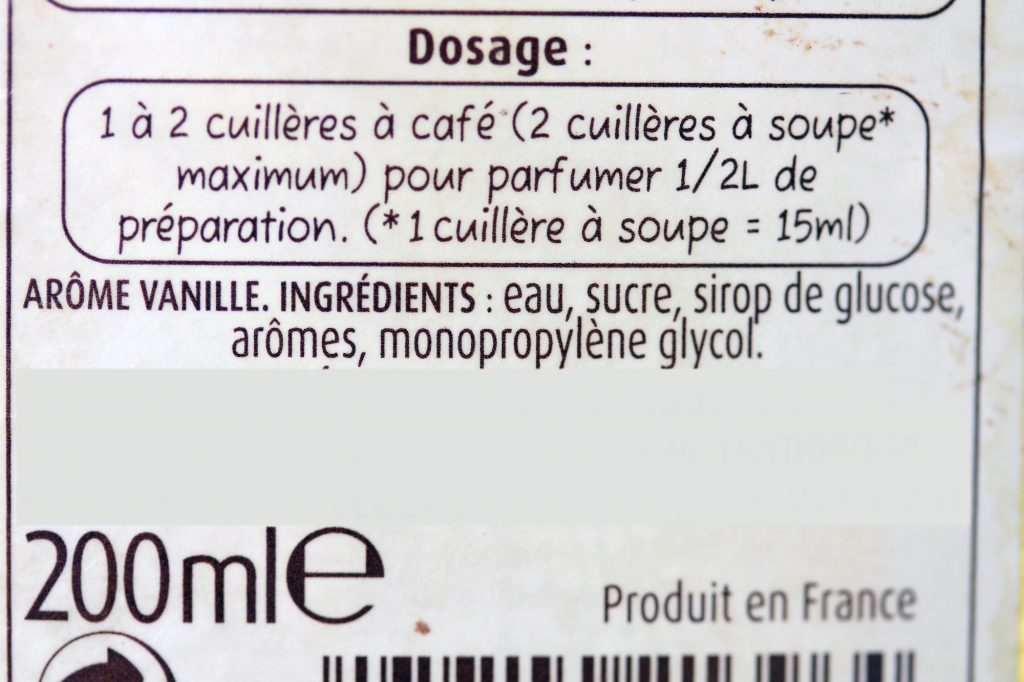 Dosage :
1 à 2 cuillères à café (2 cuillères à soupe*
maximum) pour parfumer 1/2L de
préparation. (*1 cuillère à soupe = 15ml)
ARÔME VANILLE. INGRÉDIENTS : eau, sucre, sirop de glucose,
arômes, monopropylène glycol.
200ml℮
Produit en France